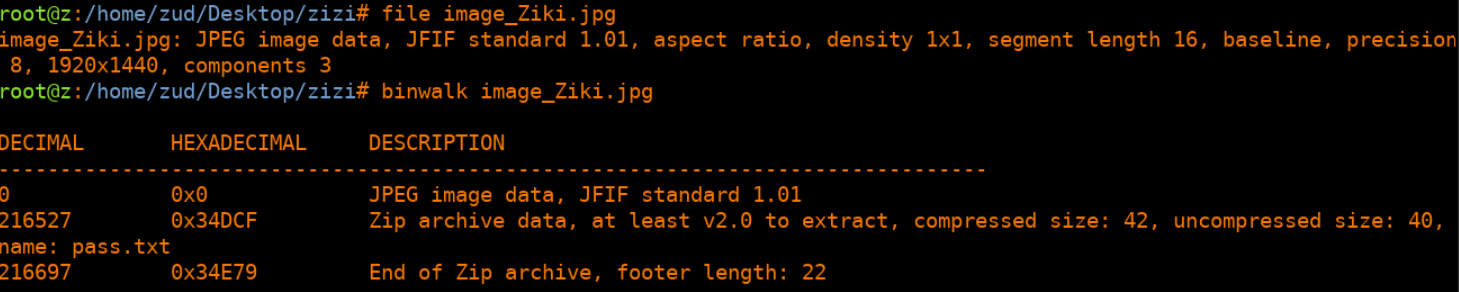 root@z:/home/zud/Desktop/zizi# file image_Ziki.jpg
image_Ziki.jpg: JPEG image data, JFIF standard 1.01, aspect ratio, density 1x1, segment length 16, baseline, precision
 8, 1920x1440, components 3
root@z:/home/zud/Desktop/zizi# binwalk image_Ziki.jpg
DECIMAL       HEXADECIMAL     DESCRIPTION
--------------------------------------------------------------------------------
0             0x0             JPEG image data, JFIF standard 1.01
216527        0x34DCF         Zip archive data, at least v2.0 to extract, compressed size: 42, uncompressed size: 40,
name: pass.txt
216697        0x34E79         End of Zip archive, footer length: 22